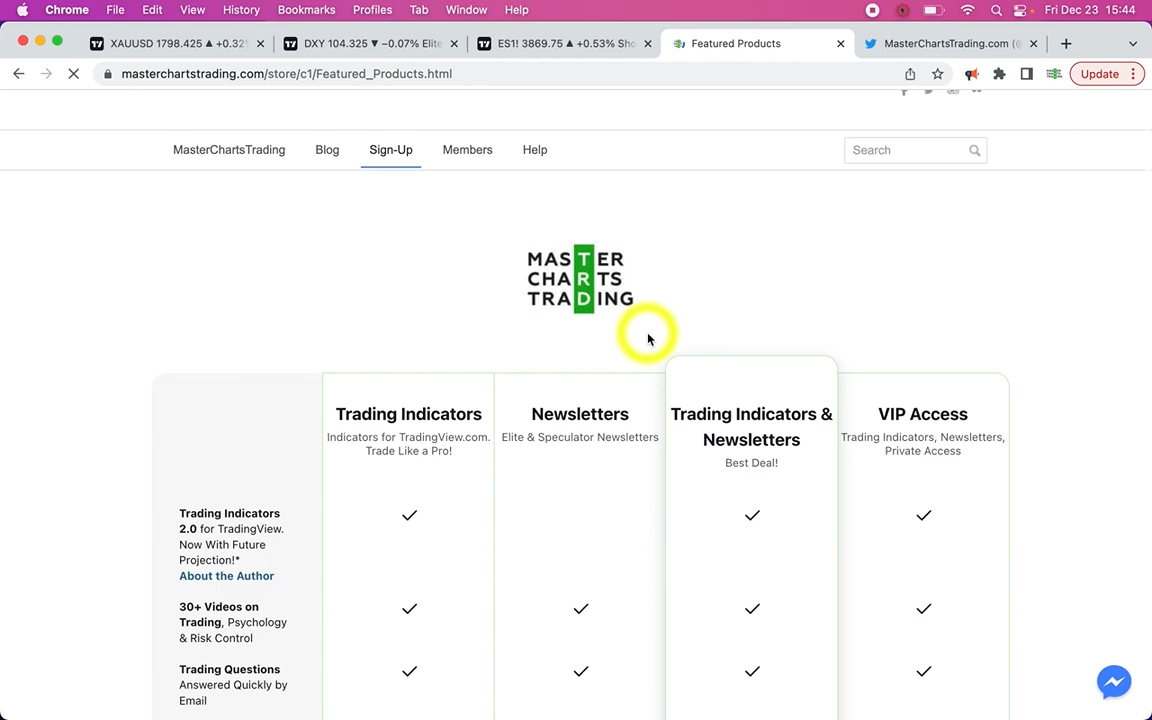 Chrome File Edit View History Bookmarks Profiles Tab Window Help Fri Dec 23 15:44
XAUUSD 1798.425 ▲ +0.32% DXY 104.325 ▼ −0.07% Elite ES1! 3869.75 ▲ +0.53% Sho Featured Products MasterChartsTrading.com (@
masterchartstrading.com/store/c1/Featured_Products.html Update
MasterChartsTrading Blog Sign-Up Members Help Search
MASTER
CHARTS
TRADING
Trading Indicators
Indicators for TradingView.com.
Trade Like a Pro!
Newsletters
Elite & Speculator Newsletters
Trading Indicators &
Newsletters
Best Deal!
VIP Access
Trading Indicators, Newsletters,
Private Access
Trading Indicators
2.0 for TradingView.
Now With Future
Projection!*
About the Author
30+ Videos on
Trading, Psychology
& Risk Control
Trading Questions
Answered Quickly by
Email